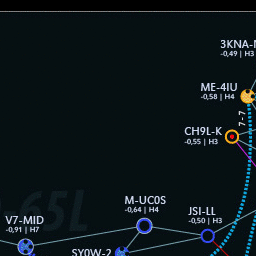 3KNA-N
-0,49 | H3
ME-4IU
-0,58 | H4
7 - 7
CH9L-K
-0,55 | H3
65L
M-UC0S
-0,64 | H4
JSI-LL
-0,50 | H3
V7-MID
-0,91 | H7
SY0W-2